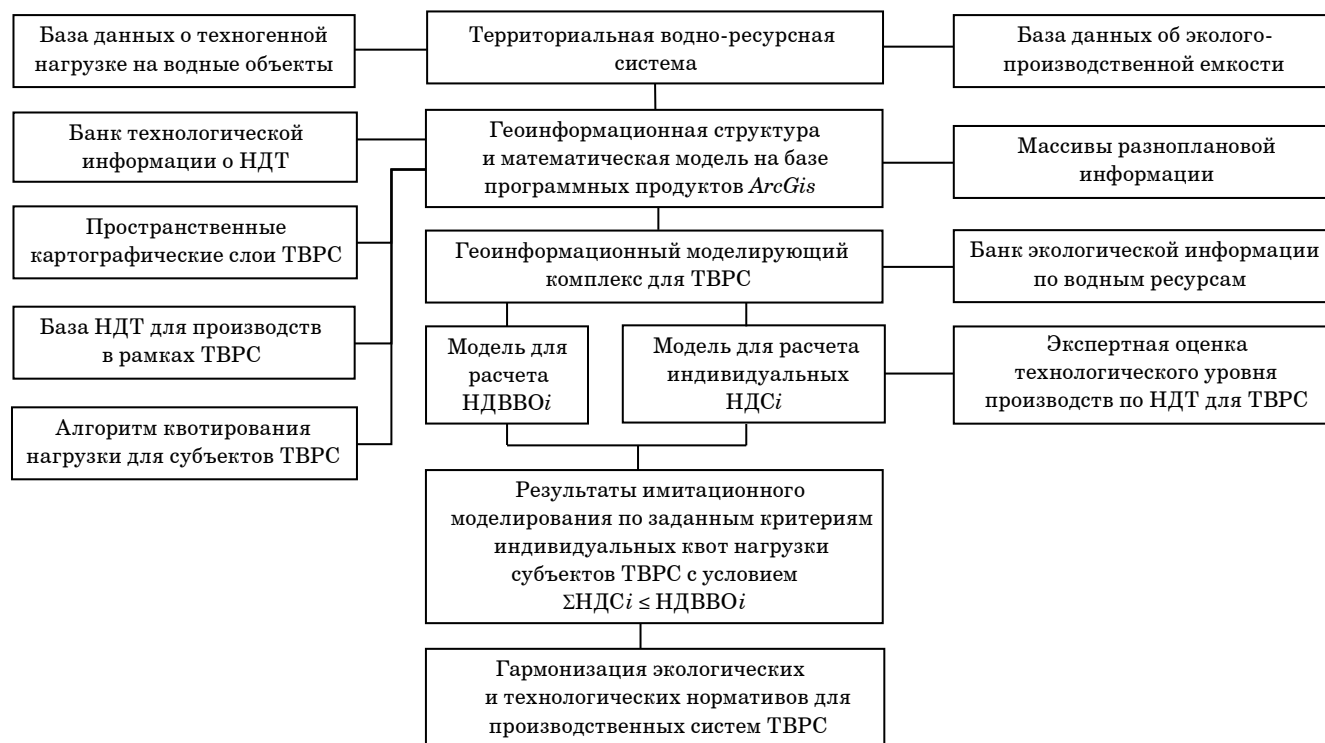 База данных о техногенной
нагрузке на водные объекты
Территориальная водно-ресурсная
система
База данных об эколого-
производственной емкости
Банк технологической
информации о НДТ
Геоинформационная структура
и математическая модель на базе
программных продуктов ArcGis
Массивы разноплановой
информации
Пространственные
картографические слои ТВРС
Геоинформационный моделирующий
комплекс для ТВРС
Банк экологической информации
по водным ресурсам
База НДТ для производств
в рамках ТВРС
Модель для
расчета
НДВВОi
Модель для расчета
индивидуальных
НДСi
Экспертная оценка
технологического уровня
производств по НДТ для ТВРС
Алгоритм квотирования
нагрузки для субъектов ТВРС
Результаты имитационного
моделирования по заданным критериям
индивидуальных квот нагрузки
субъектов ТВРС с условием
ΣНДСi ≤ НДВВОi
Гармонизация экологических
и технологических нормативов для
производственных систем ТВРС